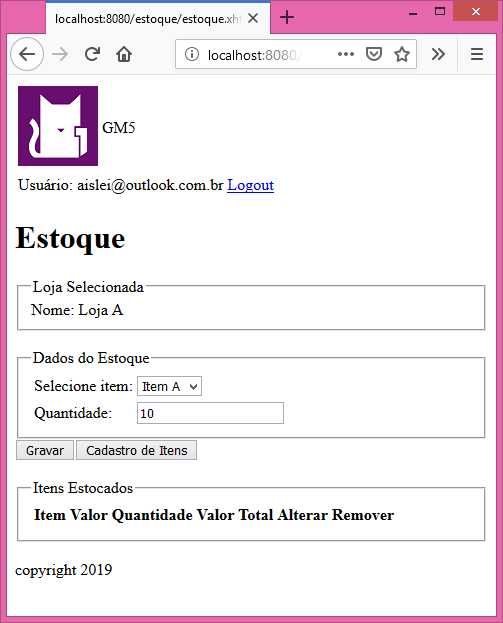 localhost:8080/estoque/estoque.xh
localhost:8080/
GM5
Usuário: aislei@outlook.com.br Logout
Estoque
Loja Selecionada
Nome: Loja A
Dados do Estoque
Selecione item: Item A
Quantidade: 10
Gravar Cadastro de Itens
Itens Estocados
Item Valor Quantidade Valor Total Alterar Remover
copyright 2019